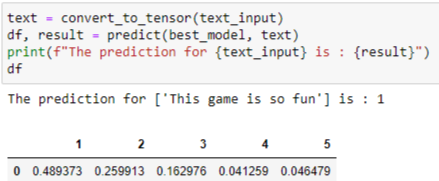 text = convert_to_tensor(text_input)
df, result = predict(best_model, text)
print(f"The prediction for {text_input} is : {result}")
df
The prediction for ['This game is so fun'] is : 1
1 2 3 4 5
0 0.489373 0.259913 0.162976 0.041259 0.046479